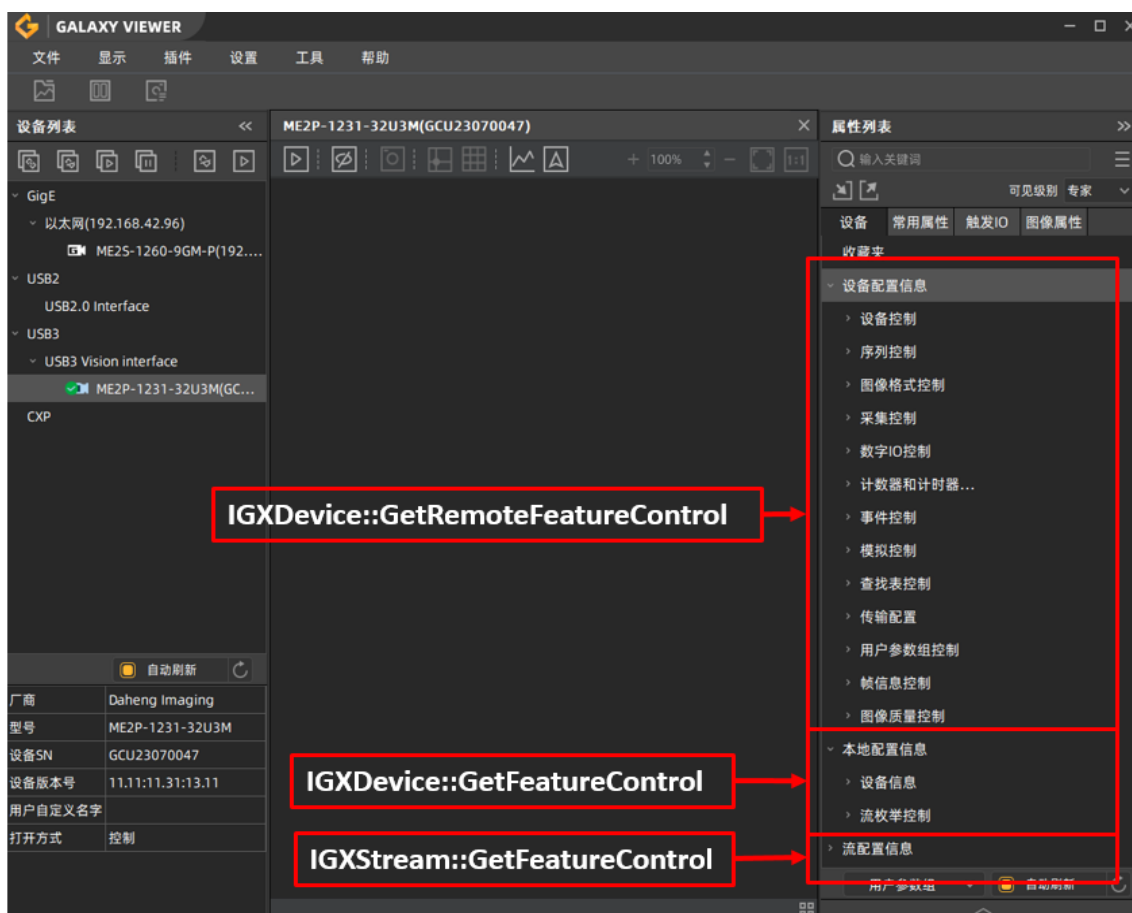 GALAXY VIEWER
文件 显示 插件 设置 工具 帮助
设备列表
GigE
以太网(192.168.42.96)
ME2S-1260-9GM-P(192....
USB2
USB2.0 Interface
USB3
USB3 Vision interface
ME2P-1231-32U3M(GC...
CXP
自动刷新
厂商 Daheng Imaging
型号 ME2P-1231-32U3M
设备SN GCU23070047
设备版本号 11.11:11.31:13.11
用户自定义名字
打开方式 控制
ME2P-1231-32U3M(GCU23070047)
100%
1:1
IGXDevice::GetRemoteFeatureControl
IGXDevice::GetFeatureControl
IGXStream::GetFeatureControl
属性列表
输入关键词
可见级别 专家
设备 常用属性 触发IO 图像属性
收藏夹
设备配置信息
设备控制
序列控制
图像格式控制
采集控制
数字IO控制
计数器和计时器...
事件控制
模拟控制
查找表控制
传输配置
用户参数组控制
帧信息控制
图像质量控制
本地配置信息
设备信息
流枚举控制
流配置信息
用户参数组 自动刷新